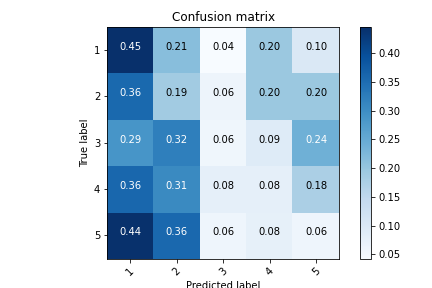 Confusion matrix
1 0.45 0.21 0.04 0.20 0.10
2 0.36 0.19 0.06 0.20 0.20
3 0.29 0.32 0.06 0.09 0.24
4 0.36 0.31 0.08 0.08 0.18
5 0.44 0.36 0.06 0.08 0.06
True label
1 2 3 4 5
Predicted label
0.40
0.35
0.30
0.25
0.20
0.15
0.10
0.05